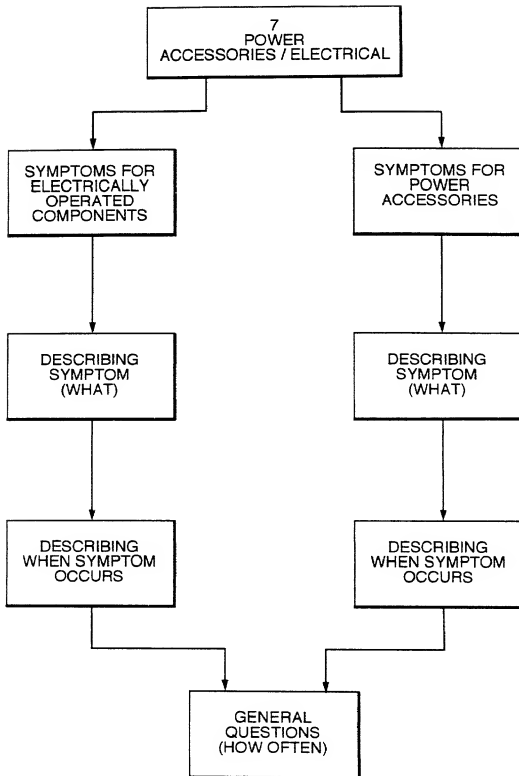 7
POWER
ACCESSORIES / ELECTRICAL
SYMPTOMS FOR
ELECTRICALLY
OPERATED
COMPONENTS
SYMPTOMS FOR
POWER
ACCESSORIES
DESCRIBING
SYMPTOM
(WHAT)
DESCRIBING
SYMPTOM
(WHAT)
DESCRIBING
WHEN SYMPTOM
OCCURS
DESCRIBING
WHEN SYMPTOM
OCCURS
GENERAL
QUESTIONS
(HOW OFTEN)